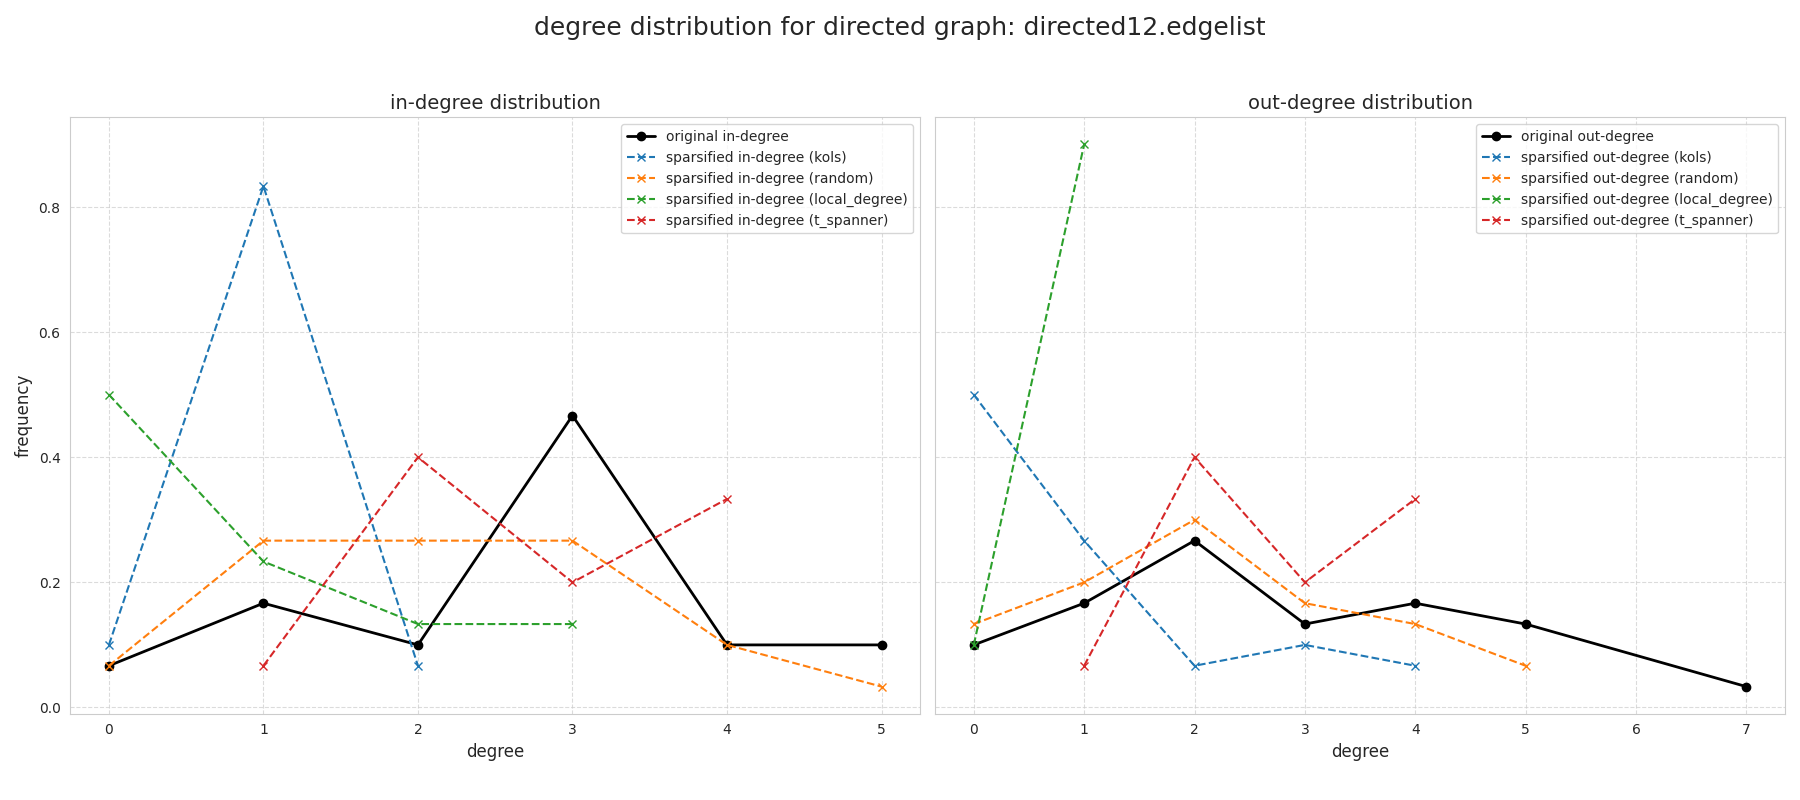 degree distribution for directed graph: directed12.edgelist
in-degree distribution
original in-degree
sparsified in-degree (kols)
sparsified in-degree (random)
sparsified in-degree (local_degree)
sparsified in-degree (t_spanner)
frequency
0.8
0.6
0.4
0.2
0.0
0 1 2 3 4 5
degree
out-degree distribution
original out-degree
sparsified out-degree (kols)
sparsified out-degree (random)
sparsified out-degree (local_degree)
sparsified out-degree (t_spanner)
0 1 2 3 4 5 6 7
degree